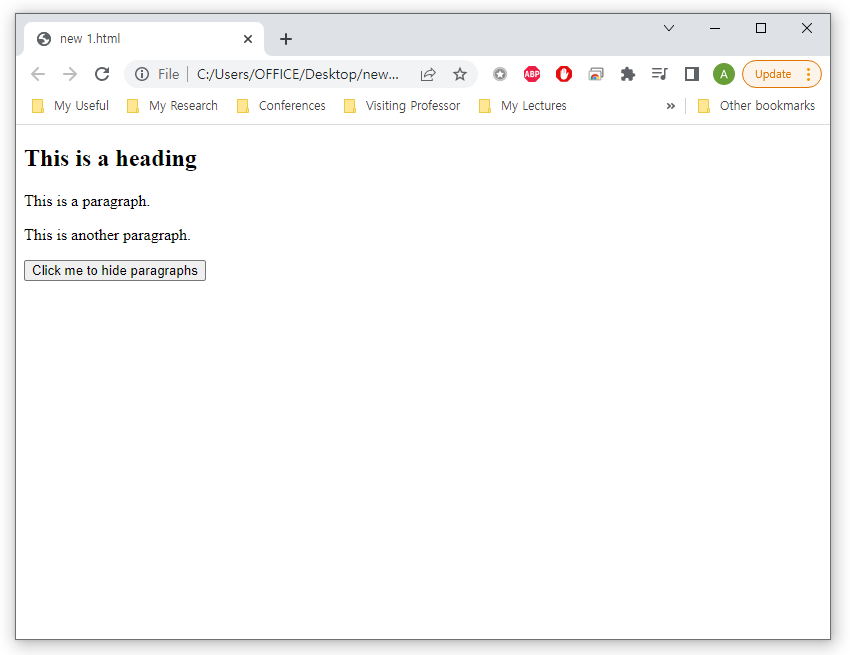 new 1.html
File C:/Users/OFFICE/Desktop/new... ABP A Update
My Useful My Research Conferences Visiting Professor My Lectures » Other bookmarks
This is a heading
This is a paragraph.
This is another paragraph.
Click me to hide paragraphs